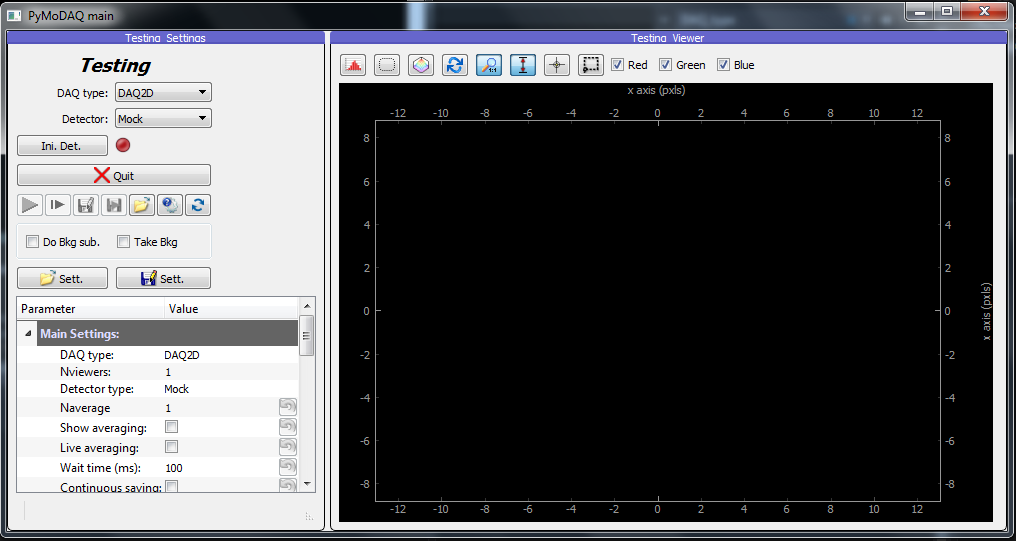 PyMoDAQ main
Testing Settings
Testing
DAQ type: DAQ2D
Detector: Mock
Ini. Det.
Quit
Do Bkg sub. Take Bkg
Sett. Sett.
Parameter Value
Main Settings:
DAQ type: DAQ2D
Nviewers: 1
Detector type: Mock
Naverage 1
Show averaging:
Live averaging:
Wait time (ms): 100
Continuous saving:
Testing Viewer
1:1
Red Green Blue
x axis (pxls)
-12 -10 -8 -6 -4 -2 0 2 4 6 8 10 12
8 8
6 6
4 4
2 2
0 0
x axis (pxls)
-2 -2
-4 -4
-6 -6
-8 -8
-12 -10 -8 -6 -4 -2 0 2 4 6 8 10 12